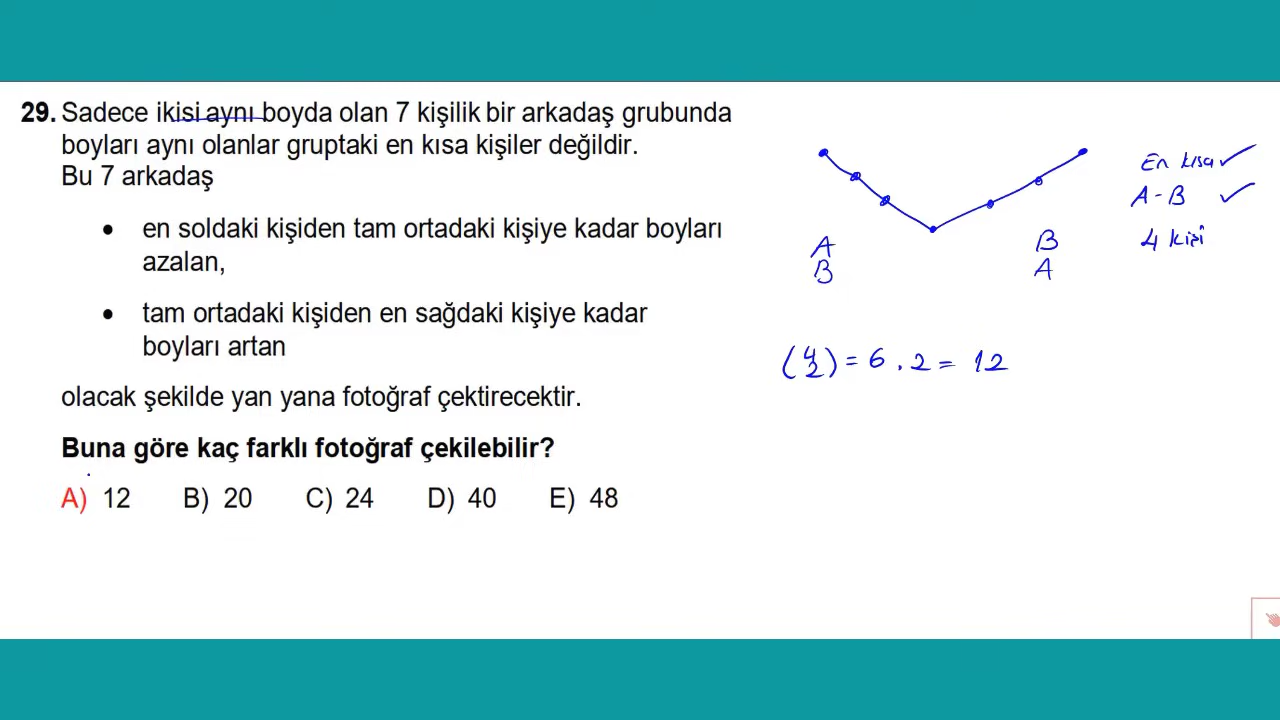 29. Sadece ikisi aynı boyda olan 7 kişilik bir arkadaş grubunda
boyları aynı olanlar gruptaki en kısa kişiler değildir.
Bu 7 arkadaş
• en soldaki kişiden tam ortadaki kişiye kadar boyları
azalan,
• tam ortadaki kişiden en sağdaki kişiye kadar
boyları artan
olacak şekilde yan yana fotoğraf çektirecektir.
Buna göre kaç farklı fotoğraf çekilebilir?
A) 12 B) 20 C) 24 D) 40 E) 48
En kısa ✓
A-B ✓
4 kişi
A B
B A
(4 2) = 6 . 2 = 12